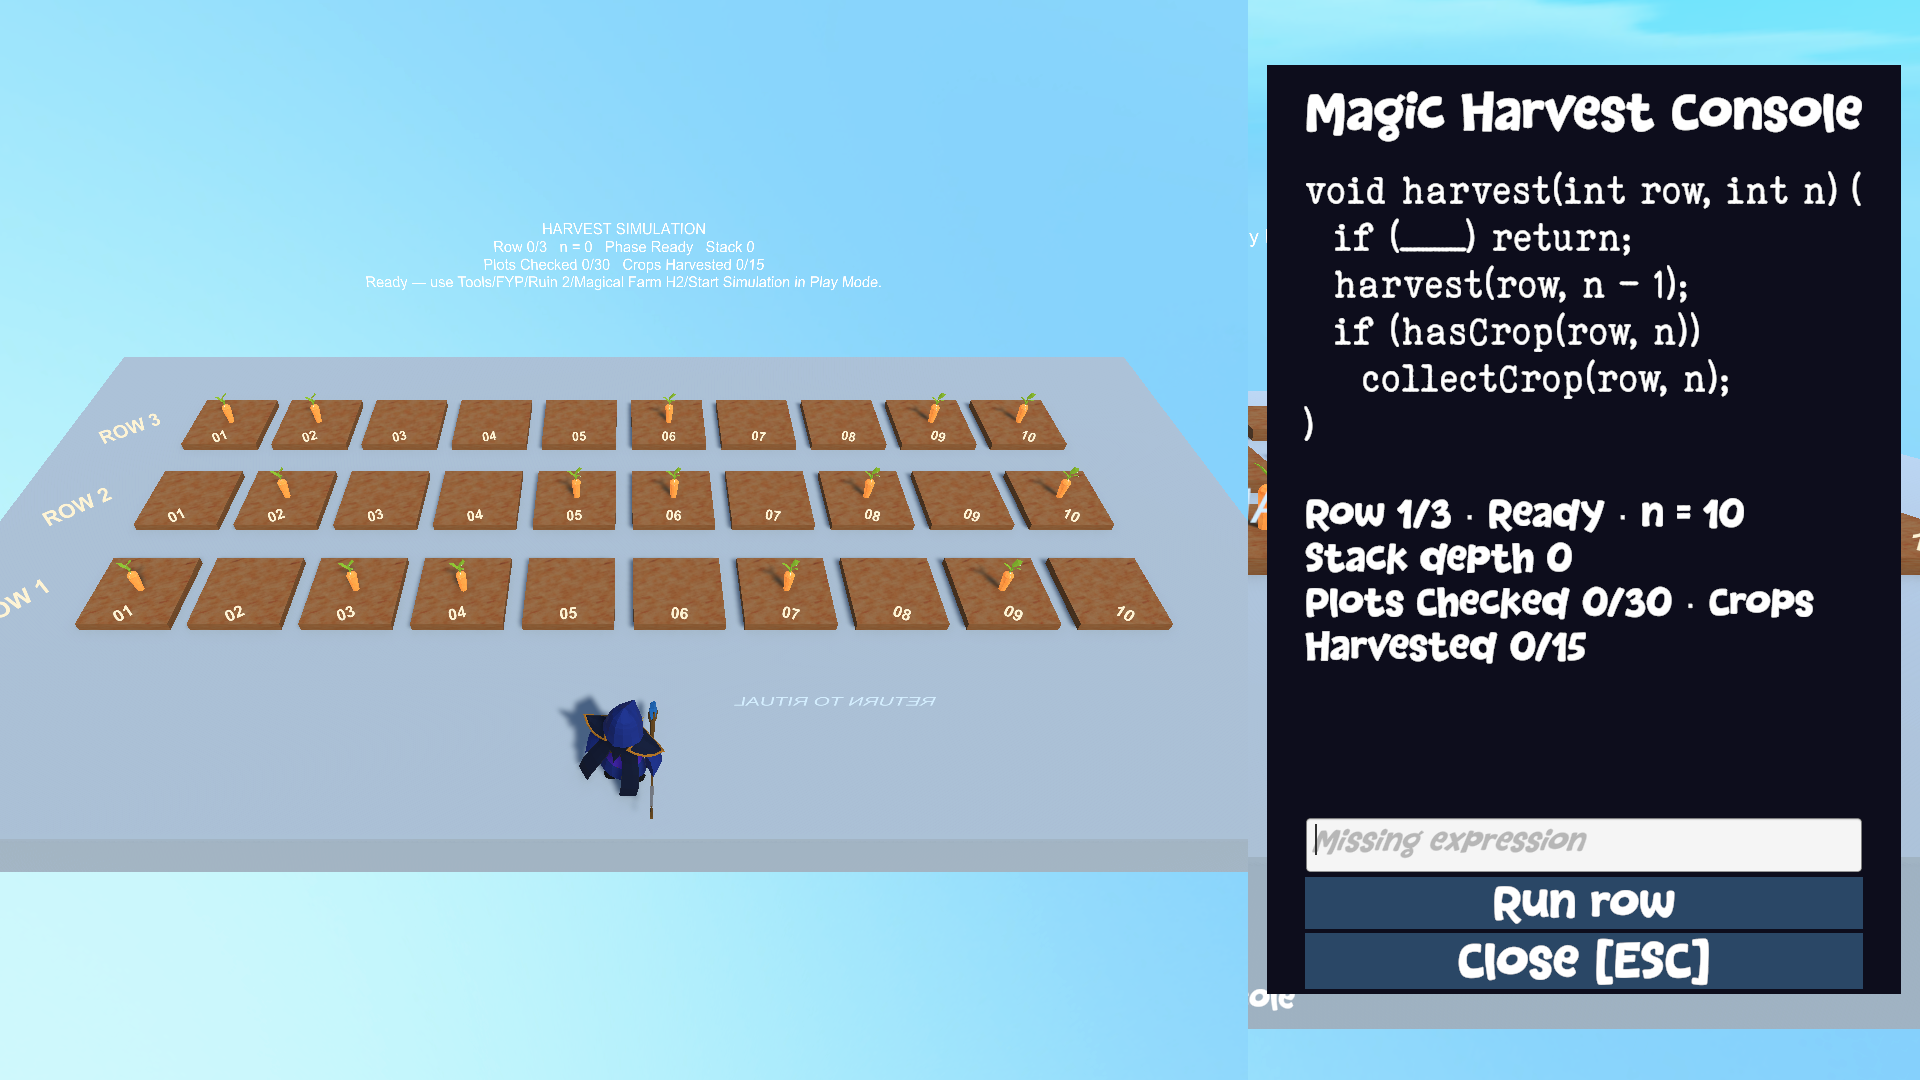 HARVEST SIMULATION
Row 0/3   n = 0   Phase Ready   Stack 0
Plots Checked 0/30   Crops Harvested 0/15
Ready — use Tools/FYP/Ruin 2/Magical Farm H2/Start Simulation in Play Mode.
ROW 3
01 02 03 04 05 06 07 08 09 10
ROW 2
01 02 03 04 05 06 07 08 09 10
OW 1
01 02 03 04 05 06 07 08 09 10
RETURN TO RITUAL
Magic Harvest Console
void harvest(int row, int n) (
if (____) return;
harvest(row, n - 1);
if (hasCrop(row, n))
collectCrop(row, n);
)
Row 1/3 · Ready · n = 10
Stack depth 0
Plots Checked 0/30 · Crops
Harvested 0/15
Missing expression
Run row
Close [ESC]
ole